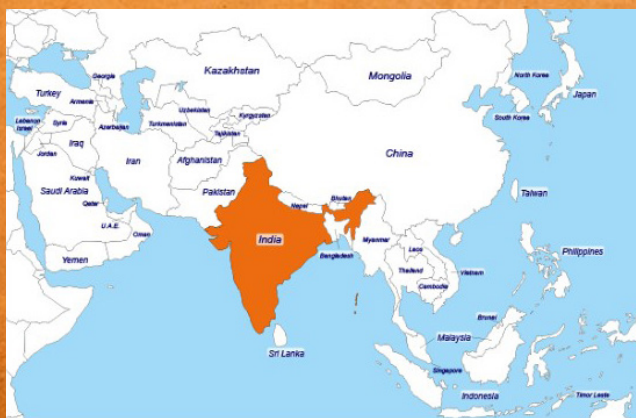 Kazakhstan
Mongolia
Georgia
North Korea
Turkey
Armenia
Uzbekistan
Kyrgyzstan
Japan
Lebanon
Syria
Azerbaijan
Turkmenistan
Tajikistan
South Korea
Israel
Iraq
Iran
Afghanistan
China
Jordan
Kuwait
Pakistan
Saudi Arabia
Qatar
Nepal
Bhutan
Taiwan
U.A.E.
Oman
India
Myanmar
Laos
Yemen
Bangladesh
Philippines
Thailand
Vietnam
Cambodia
Brunei
Malaysia
Sri Lanka
Singapore
Indonesia
Timor Leste